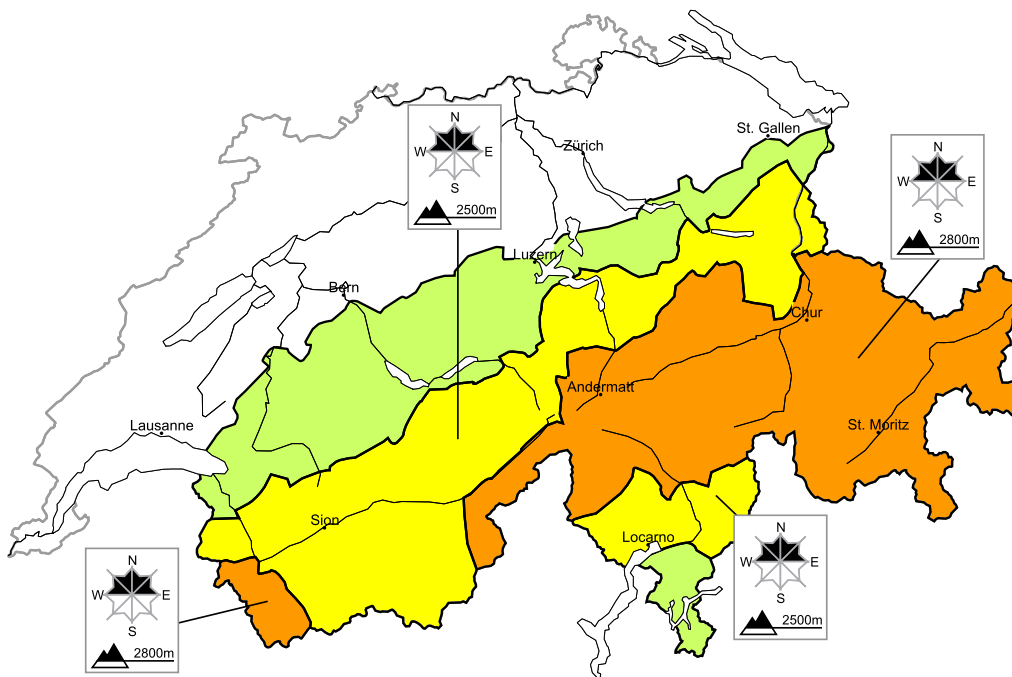 N
W E
S
2500m
St. Gallen
Zürich
N
W E
S
2800m
Luzern
Bern
Chur
Andermatt
Lausanne
St. Moritz
Sion
Locarno
N
W E
S
2500m
N
W E
S
2800m